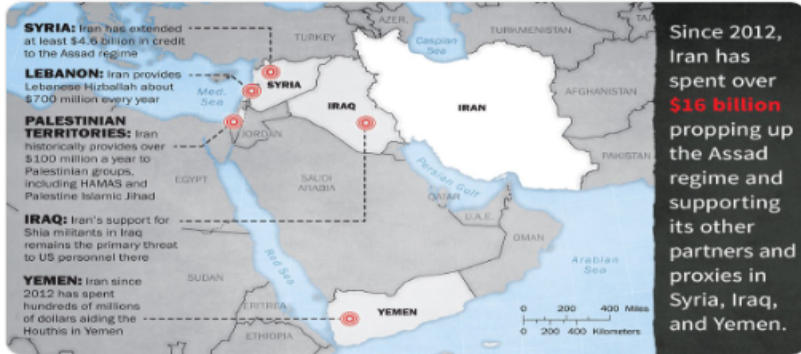 SYRIA: Iran has extended
at least $4.6 billion in credit
to the Assad regime
LEBANON: Iran provides
Lebanese Hizballah about
$700 million every year
PALESTINIAN
TERRITORIES: Iran
historically provides over
$100 million a year to
Palestinian groups,
including HAMAS and
Palestine Islamic Jihad
IRAQ: Iran's support for
Shia militants in Iraq
remains the primary threat
to US personnel there
YEMEN: Iran since
2012 has spent
hundreds of millions
of dollars aiding the
Houthis in Yemen
TURKEY
AZER.
Caspian
Sea
TURKMENISTAN
TAJ.
Med.
Sea
SYRIA
IRAQ
IRAN
AFGHANISTAN
JORDAN
PAKISTAN
EGYPT
SAUDI
ARABIA
Persian Gulf
QATAR
U.A.E.
OMAN
Red Sea
Arabian
Sea
SUDAN
ERITREA
YEMEN
ETHIOPIA
0 200 400 Miles
0 200 400 Kilometers
Since 2012,
Iran has
spent over
$16 billion
propping up
the Assad
regime and
supporting
its other
partners and
proxies in
Syria, Iraq,
and Yemen.